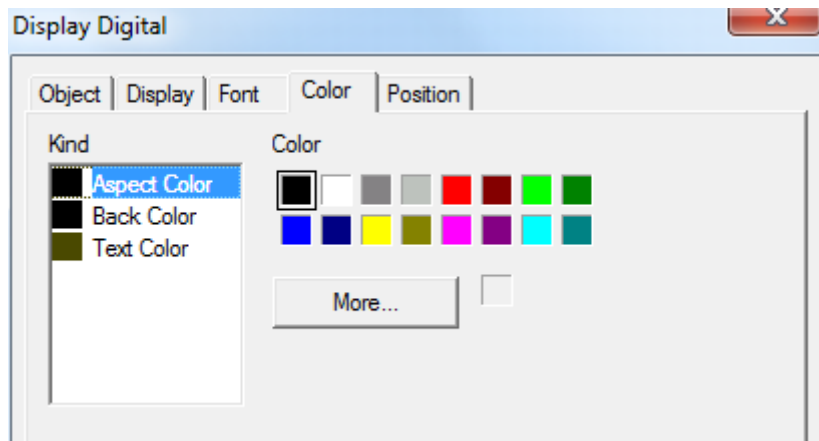 Display Digital
Object Display Font Color Position
Kind Color
Aspect Color
Back Color
Text Color
More...